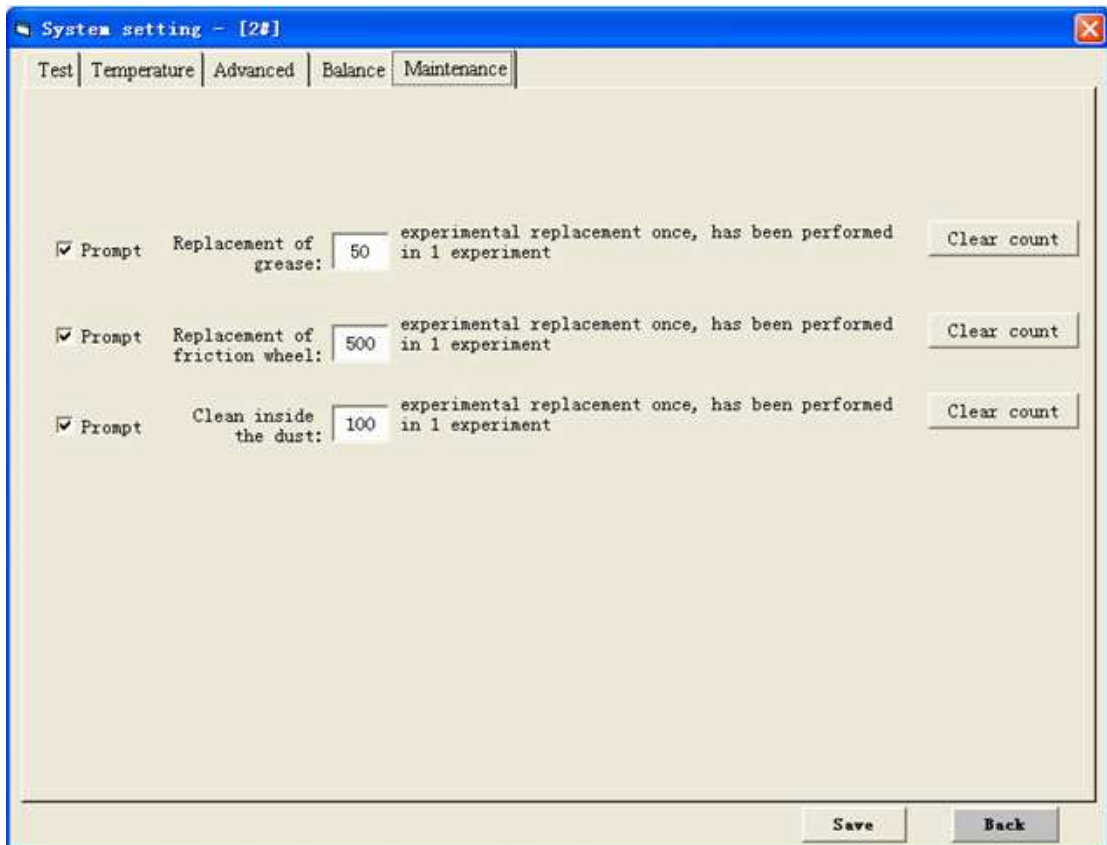 System setting - [2#]
Test Temperature Advanced Balance Maintenance
Prompt Replacement of grease: 50 experimental replacement once, has been performed in 1 experiment Clear count
Prompt Replacement of friction wheel: 500 experimental replacement once, has been performed in 1 experiment Clear count
Prompt Clean inside the dust: 100 experimental replacement once, has been performed in 1 experiment Clear count
Save Back